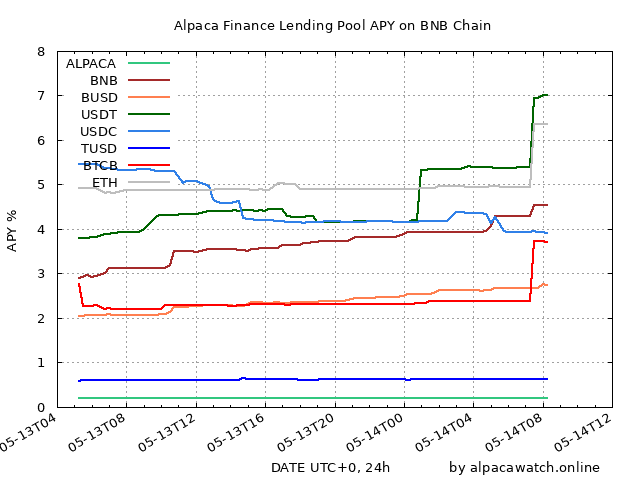 Alpaca Finance Lending Pool APY on BNB Chain
8
7
6
5
4
3
2
1
0
APY %
ALPACA
BNB
BUSD
USDT
USDC
TUSD
BTCB
ETH
05-13T04
05-13T08
05-13T12
05-13T16
05-13T20
05-14T00
05-14T04
05-14T08
05-14T12
DATE UTC+0, 24h
by alpacawatch.online